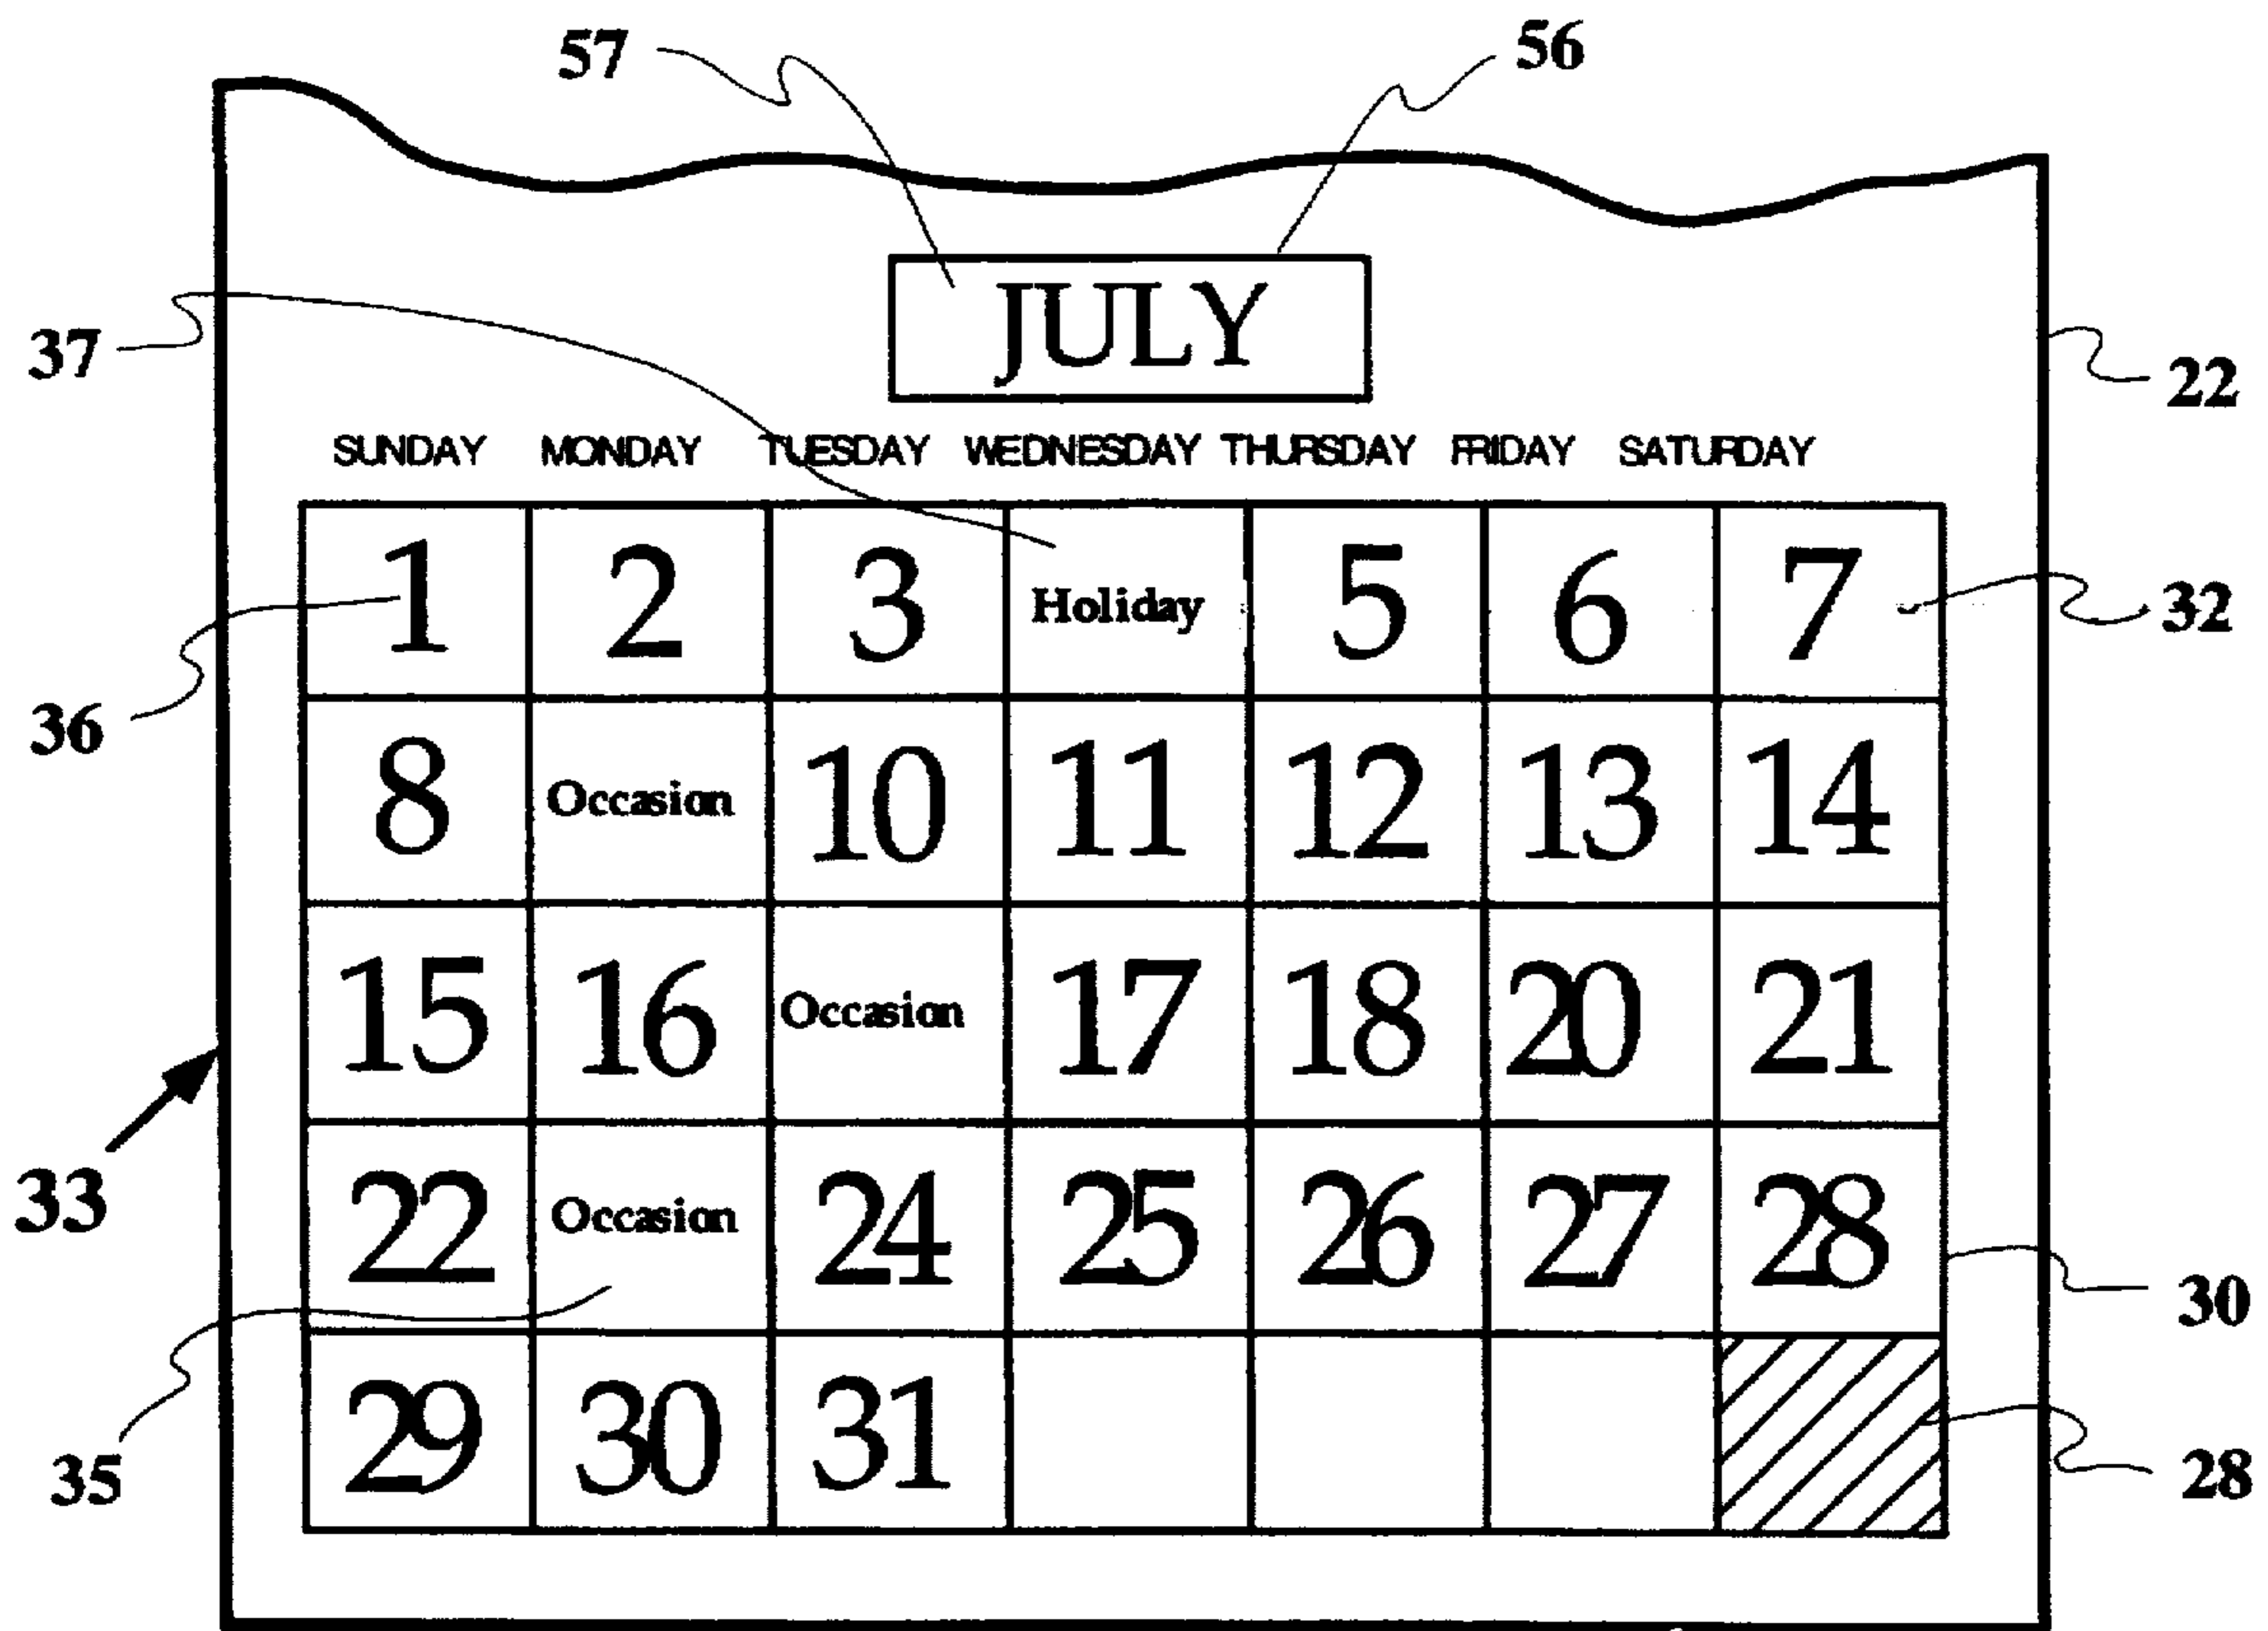 57 56
JULY
37
22
SUNDAY MONDAY TUESDAY WEDNESDAY THURSDAY FRIDAY SATURDAY
1 2 3 Holiday 5 6 7
32
36
8 Occasion 10 11 12 13 14
15 16 Occasion 17 18 20 21
33
22 Occasion 24 25 26 27 28
30
29 30 31
35
28